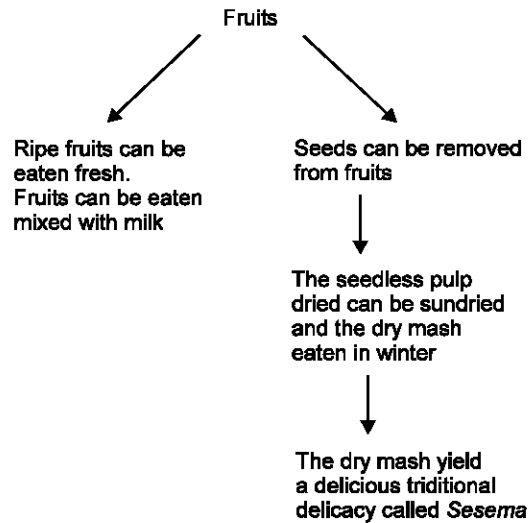 Fruits
Ripe fruits can be
eaten fresh.
Fruits can be eaten
mixed with milk
Seeds can be removed
from fruits
The seedless pulp
dried can be sundried
and the dry mash
eaten in winter
The dry mash yield
a delicious triditional
delicacy called Sesema